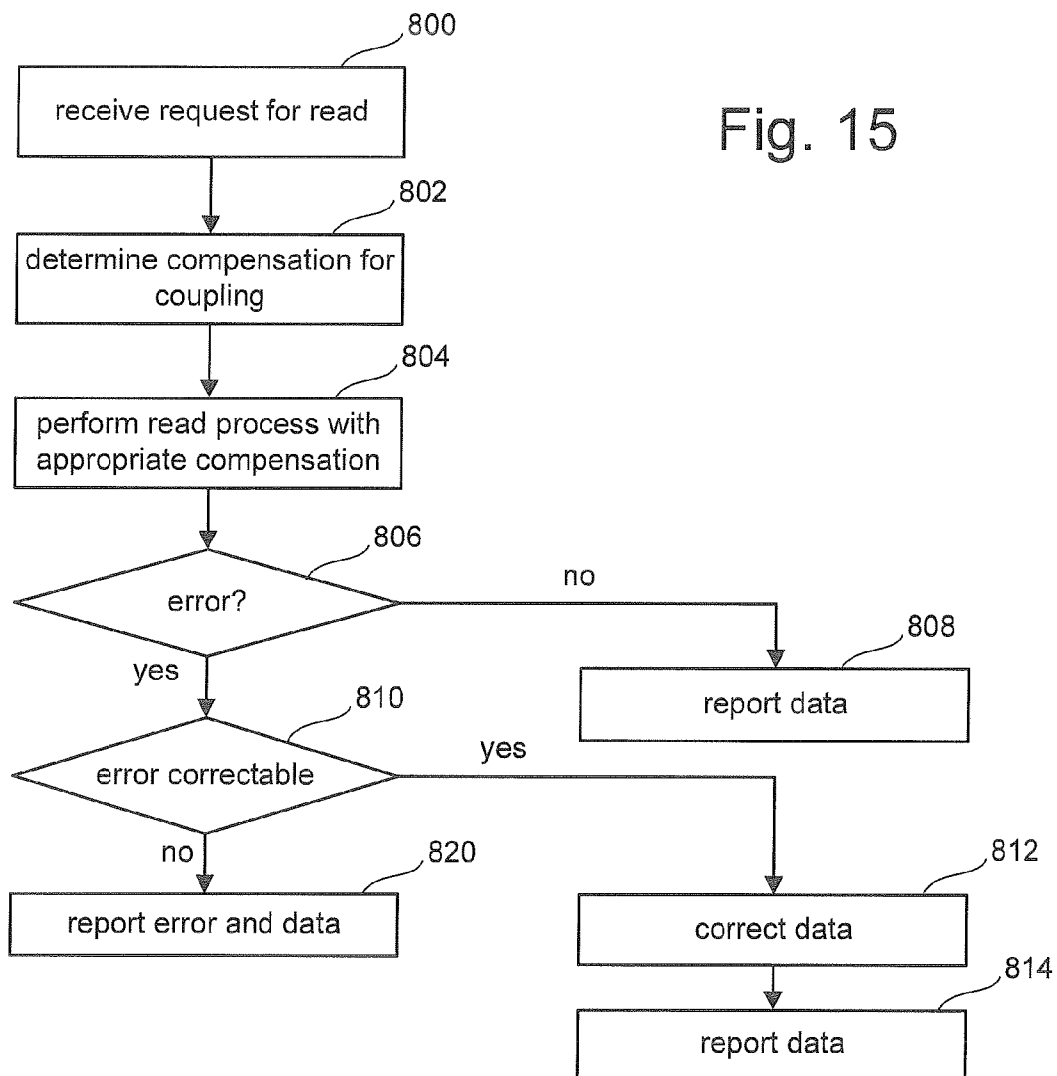 800
receive request for read
Fig. 15
802
determine compensation for
coupling
804
perform read process with
appropriate compensation
806
error?
no
808
report data
yes
810
error correctable
yes
812
correct data
814
report data
no
820
report error and data